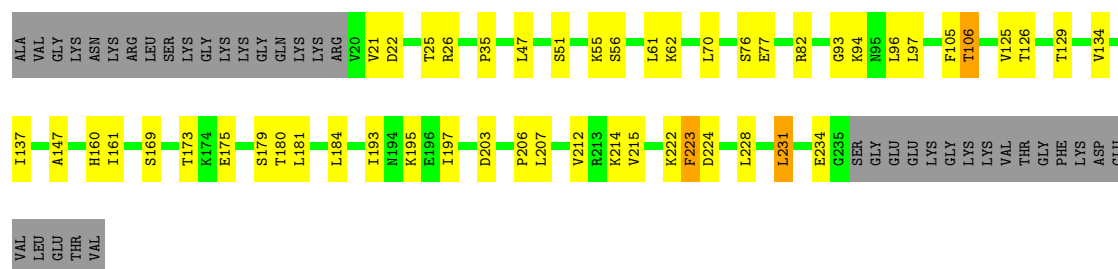 ALA VAL GLY LYS ASN LYS ARG LEU SER LYS GLY LYS LYS GLY GLN LYS LYS ARG V20 V21 D22 T25 R26 P35 L47 S51 K55 S56 L61 K62 L70 S76 E77 R82 G93 K94 N95 L96 L97 F105 T106 V125 T126 T129 V134
I137 A147 H160 I161 S169 T173 K174 E175 S179 T180 L181 L184 I193 N194 K195 E196 I197 D203 P206 L207 V212 R213 K214 V215 K222 F223 D224 L228 L231 E234 G235 SER GLY GLU GLU LYS GLY LYS LYS VAL THR GLY PHE LYS ASP GLU
VAL LEU GLU THR VAL